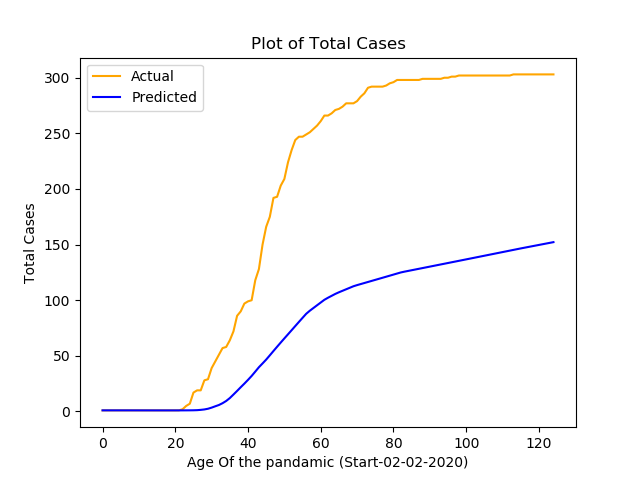 Plot of Total Cases
Actual
Predicted
300
250
200
150
100
50
0
Total Cases
0 20 40 60 80 100 120
Age Of the pandamic (Start-02-02-2020)